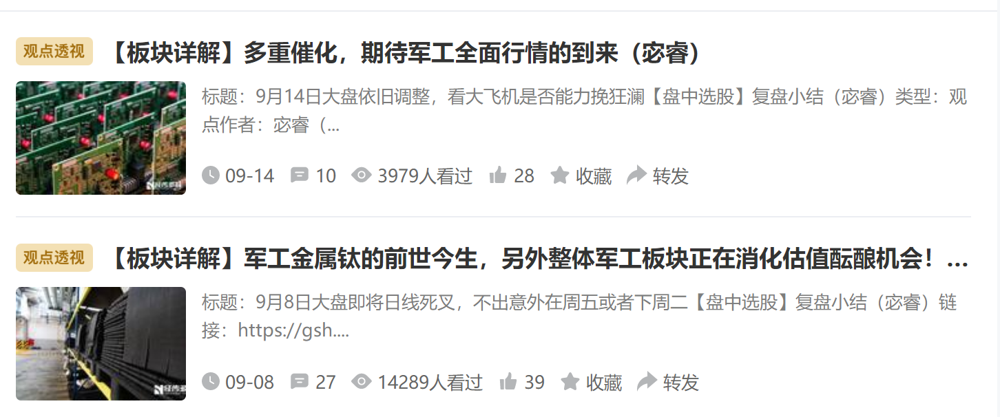 观点透视 【板块详解】多重催化，期待军工全面行情的到来（宓睿）
标题：9月14日大盘依旧调整，看大飞机是否能力挽狂澜【盘中选股】复盘小结（宓睿）类型：观
点作者：宓睿（...
09-14 10 3979人看过 28 收藏 转发
观点透视 【板块详解】军工金属钛的前世今生，另外整体军工板块正在消化估值酝酿机会！...
标题：9月8日大盘即将日线死叉，不出意外在周五或者下周二【盘中选股】复盘小结（宓睿）链
接：https://gsh....
09-08 27 14289人看过 39 收藏 转发